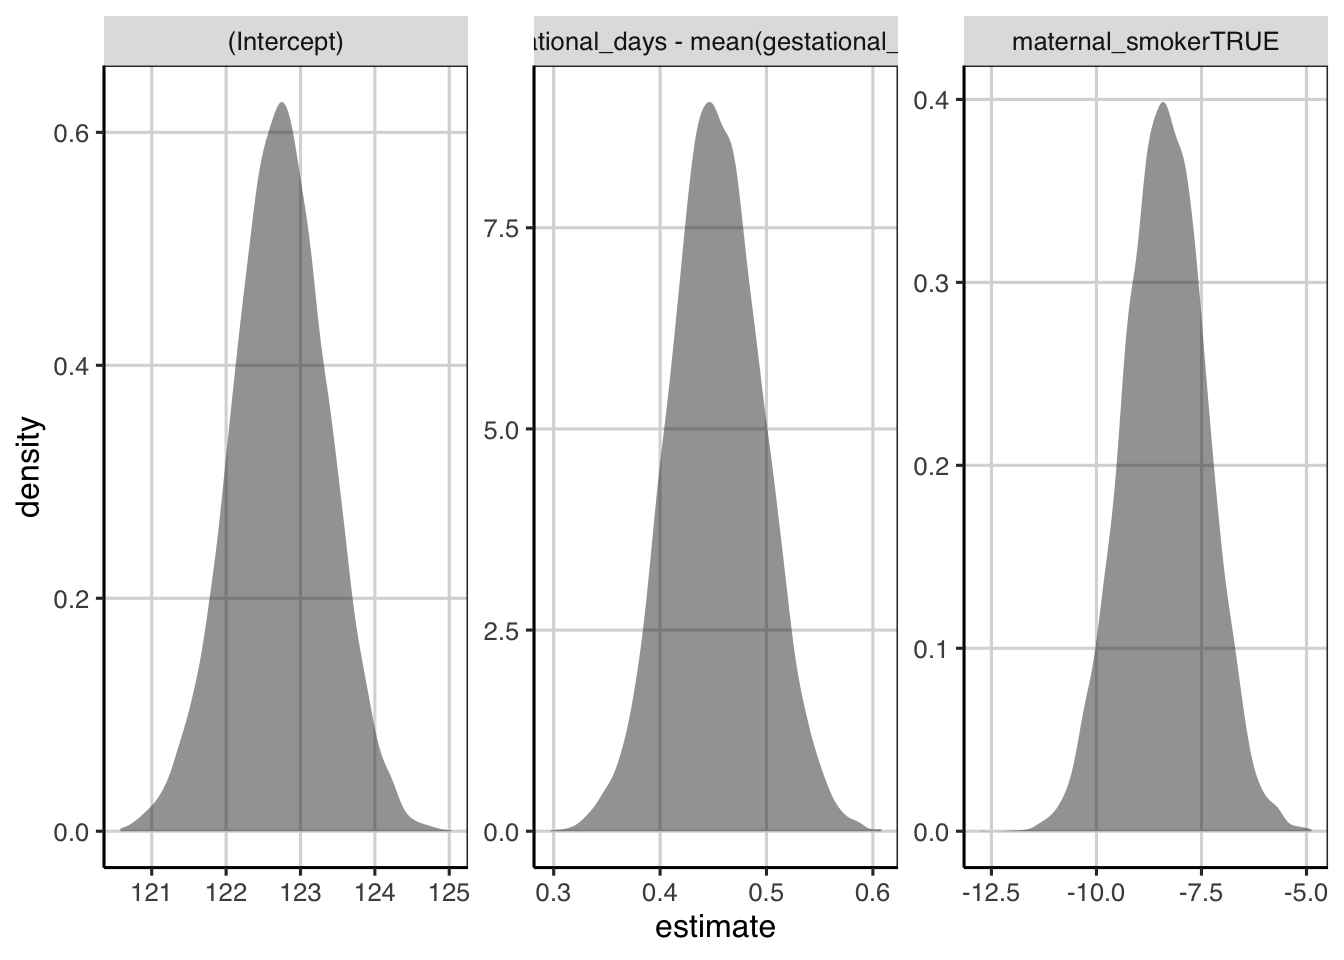 (Intercept)
ational_days - mean(gestational_
maternal_smokerTRUE
density
0.6
0.4
0.2
0.0
121 122 123 124 125
7.5
5.0
2.5
0.0
0.3 0.4 0.5 0.6
0.4
0.3
0.2
0.1
0.0
-12.5 -10.0 -7.5 -5.0
estimate